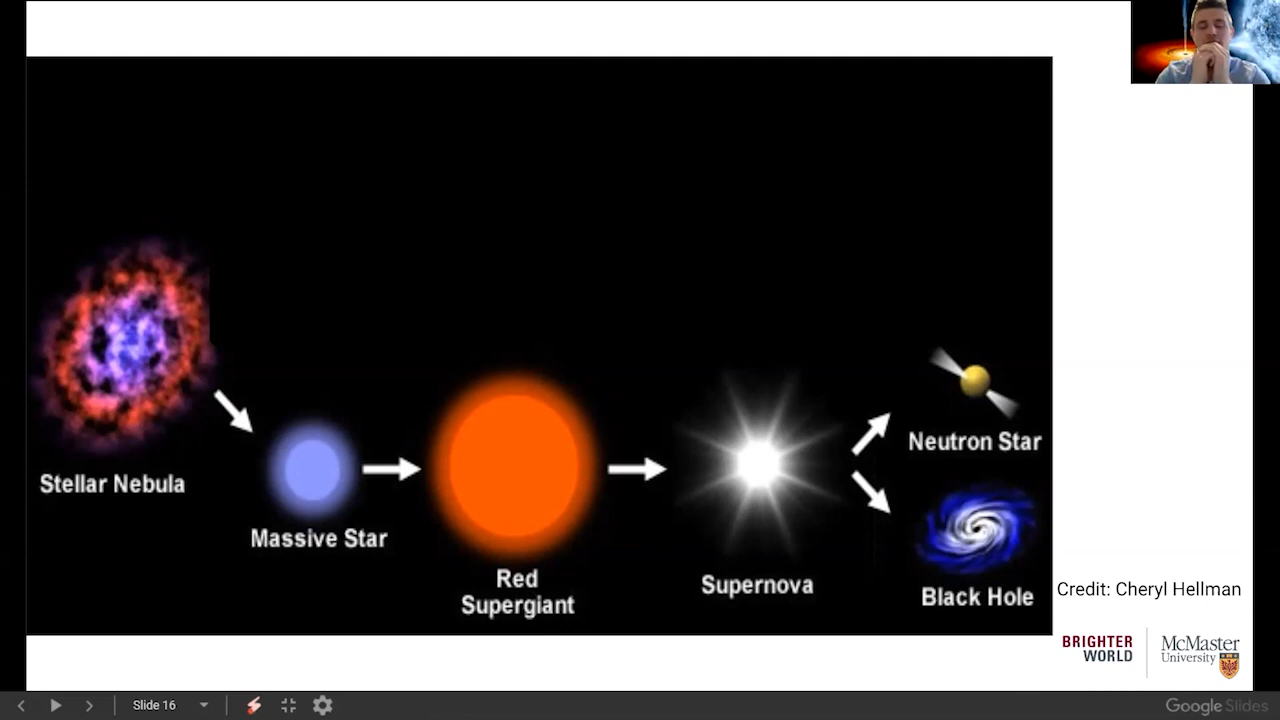 Stellar Nebula
Massive Star
Red
Supergiant
Supernova
Neutron Star
Black Hole
Credit: Cheryl Hellman
BRIGHTER
WORLD
McMaster
University
Slide 16
Google Slides